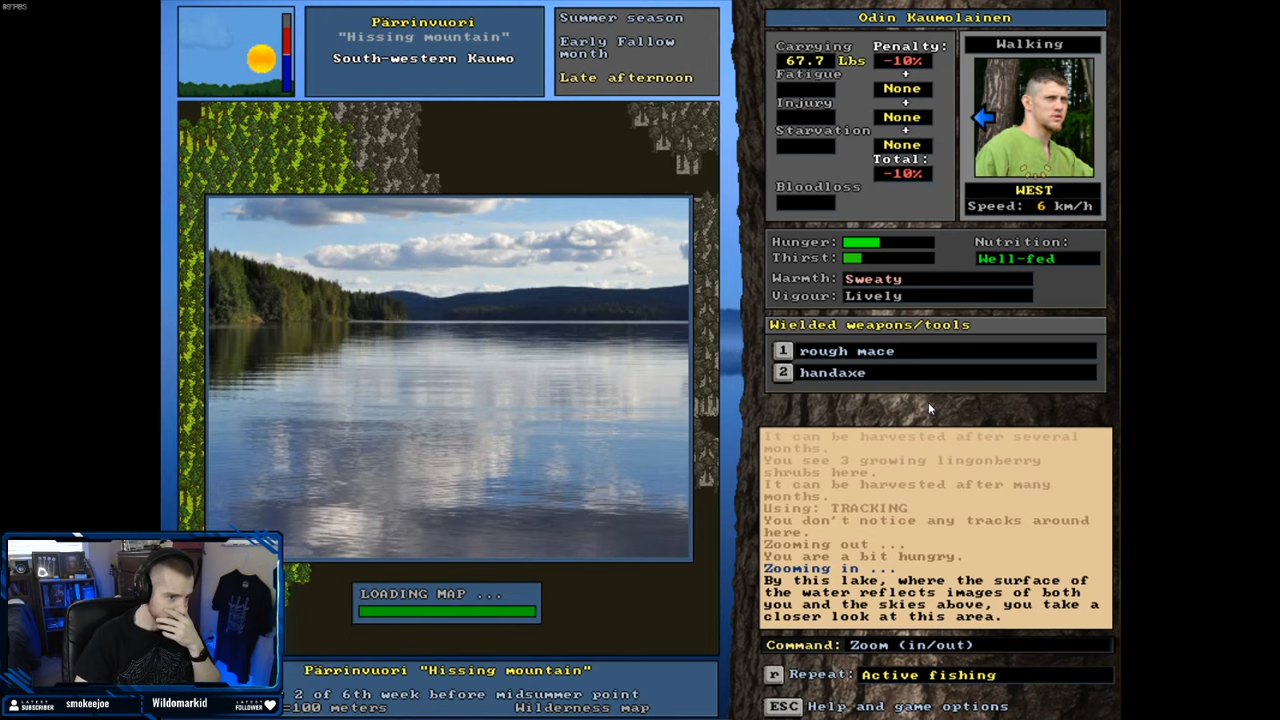 Pärrinvuori
"Hissing mountain"
South-western Kaumo
Summer season
Early Fallow
month
Late afternoon
Odin Kaumolainen
Carrying
Penalty:
67.7 Lbs
-10%
Fatigue
+
None
Injury
+
None
Starvation
+
None
Total:
-10%
Bloodloss
Walking
WEST
Speed: 6 km/h
Hunger:
Nutrition:
Thirst:
Well-fed
Warmth: Sweaty
Vigour: Lively
Wielded weapons/tools
1 rough mace
2 handaxe
It can be harvested after several
months.
You see 3 growing lingonberry
shrubs here.
It can be harvested after many
months.
Using: TRACKING
You don't notice any tracks around
here.
Zooming out ...
You are a bit hungry.
Zooming in ...
By this lake, where the surface of
the water reflects images of both
you and the skies above, you take a
closer look at this area.
LOADING MAP ...
Command: Zoom (in/out)
r Repeat: Active fishing
ESC Help and game options
Pärrinvuori "Hissing mountain"
2 of 6th week before midsummer point
=100 meters
Wilderness map
LATEST
SUBSCRIBER
smokeejoe
Wildomarkid
LATEST
FOLLOWER